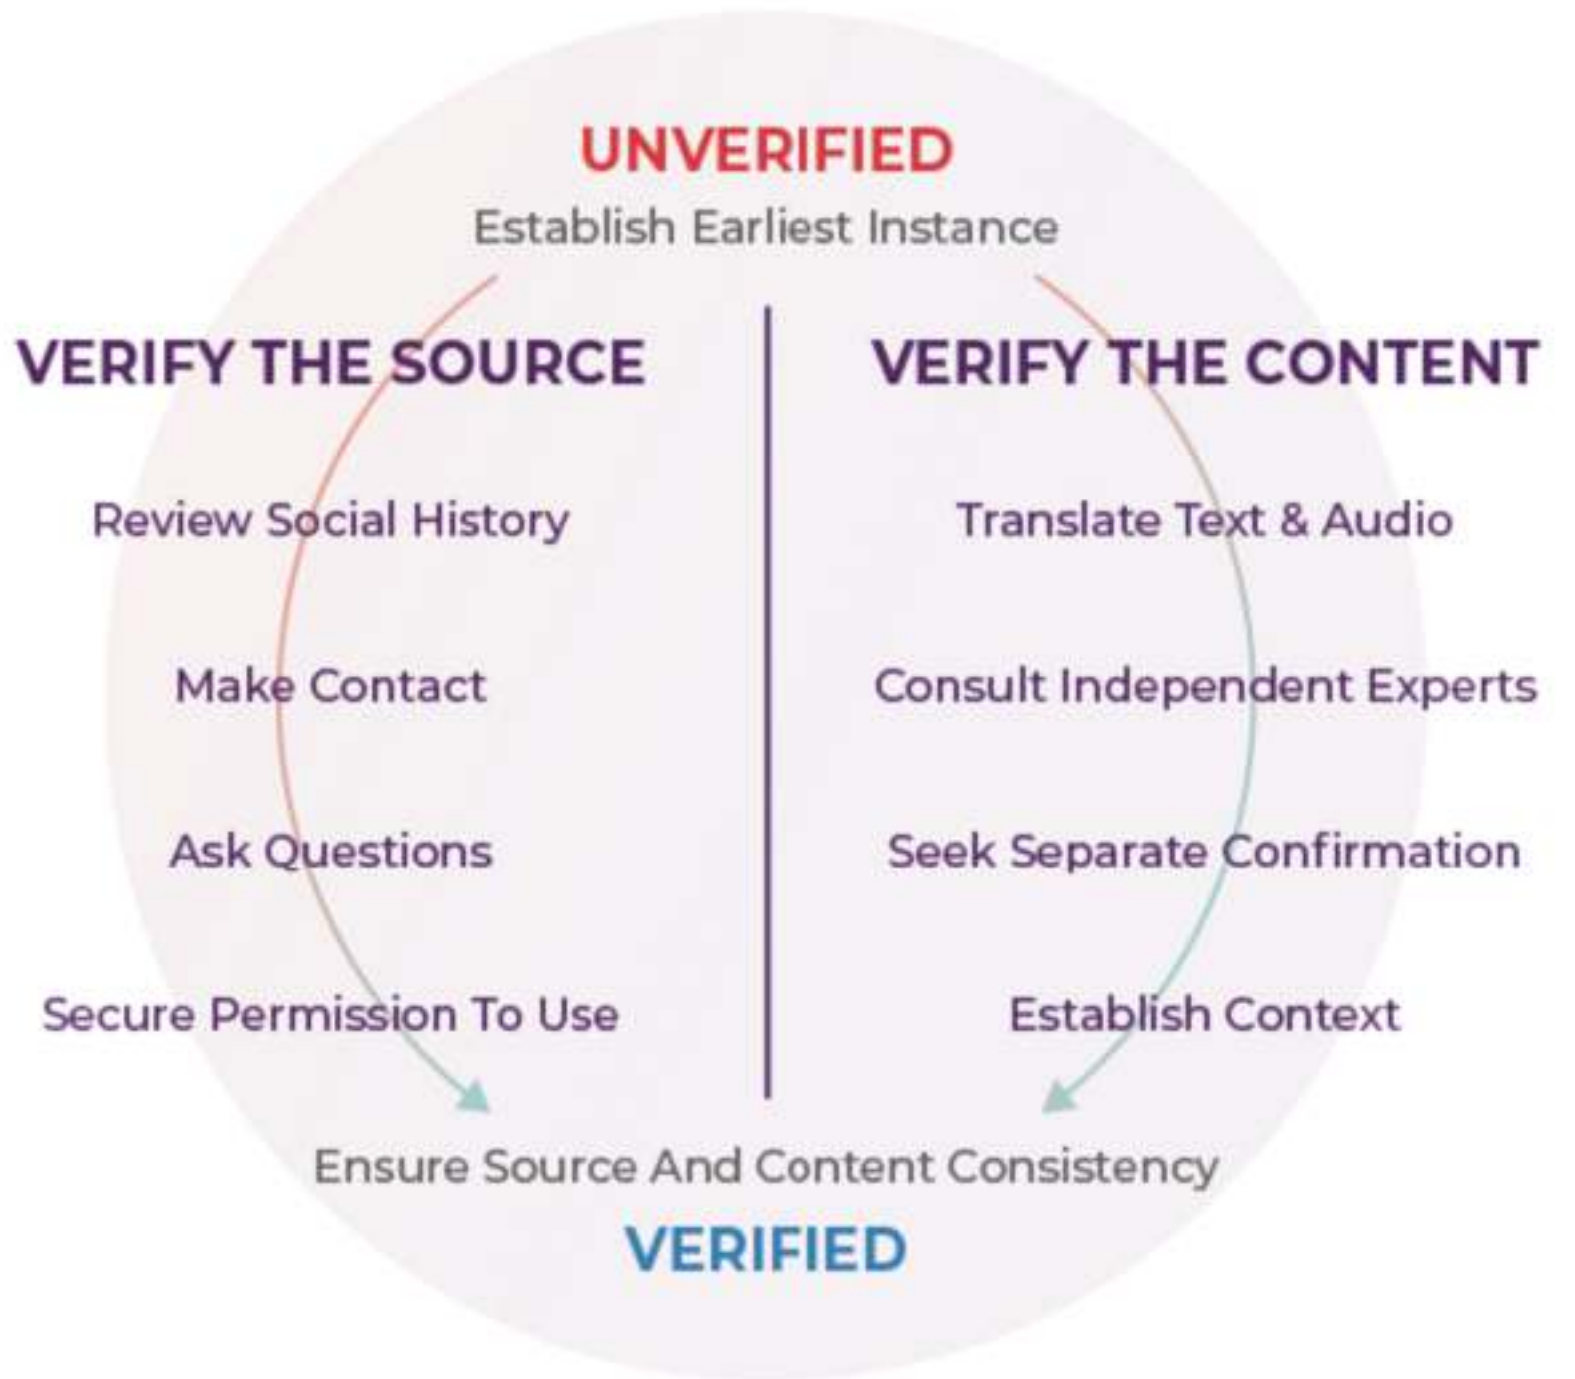 UNVERIFIED
Establish Earliest Instance
VERIFY THE SOURCE
Review Social History
Make Contact
Ask Questions
Secure Permission To Use
VERIFY THE CONTENT
Translate Text & Audio
Consult Independent Experts
Seek Separate Confirmation
Establish Context
Ensure Source And Content Consistency
VERIFIED